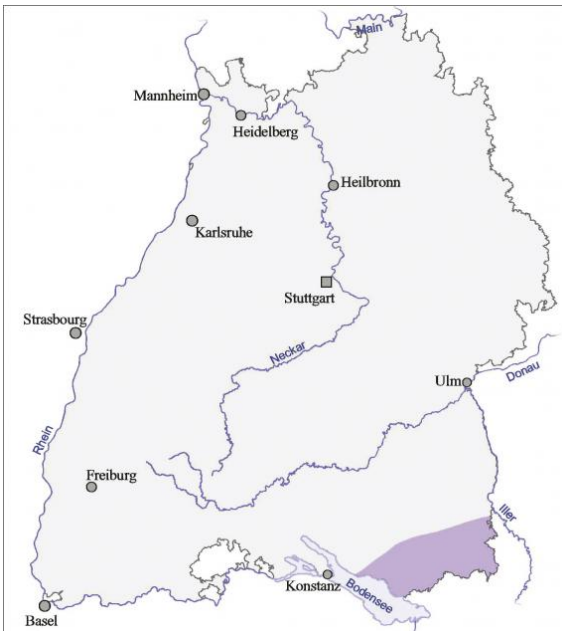 Main
Mannheim
Heidelberg
Heilbronn
Karlsruhe
Stuttgart
Strasbourg
Neckar
Ulm
Donau
Rhein
Freiburg
Iller
Konstanz
Bodensee
Basel